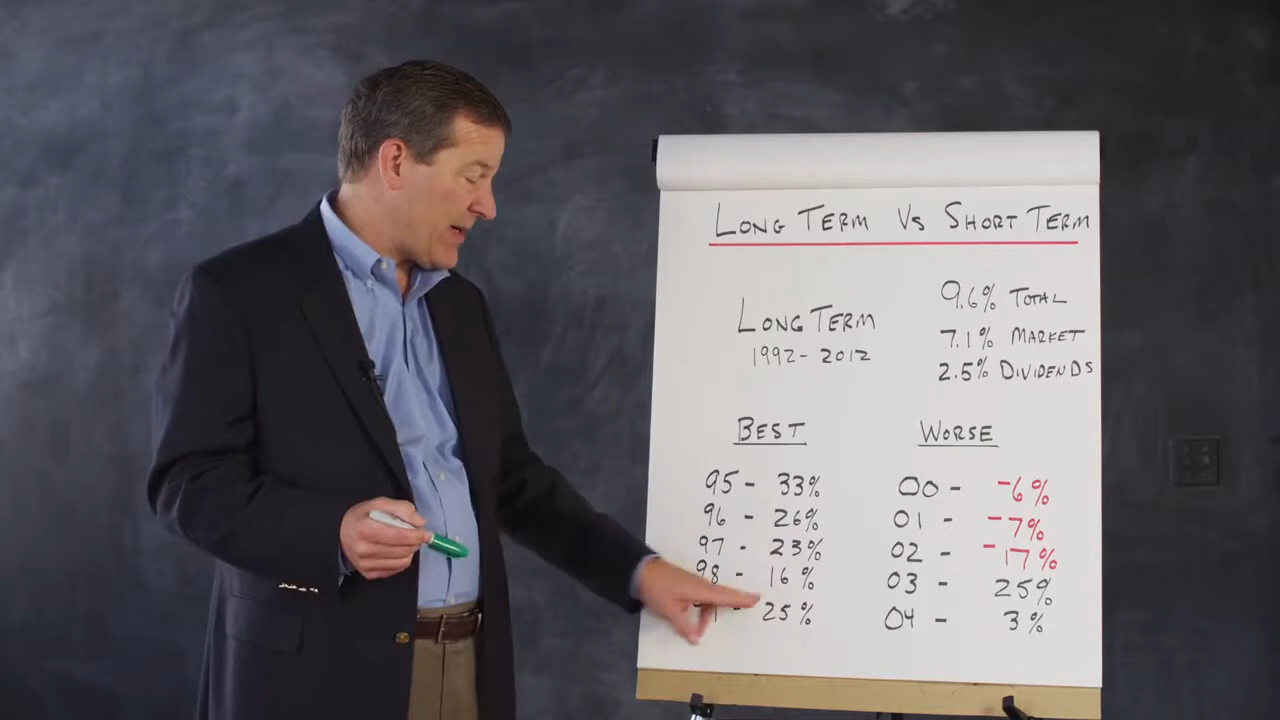 LONG TERM VS SHORT TERM
LONG TERM
1992-2012
9.6% TOTAL
7.1% MARKET
2.5% DIVIDENDS
BEST
95 - 33%
96 - 26%
97 - 23%
98 - 16%
- 25%
WORSE
00 - -6%
01 - -7%
02 - -17%
03 - 25%
04 - 3%